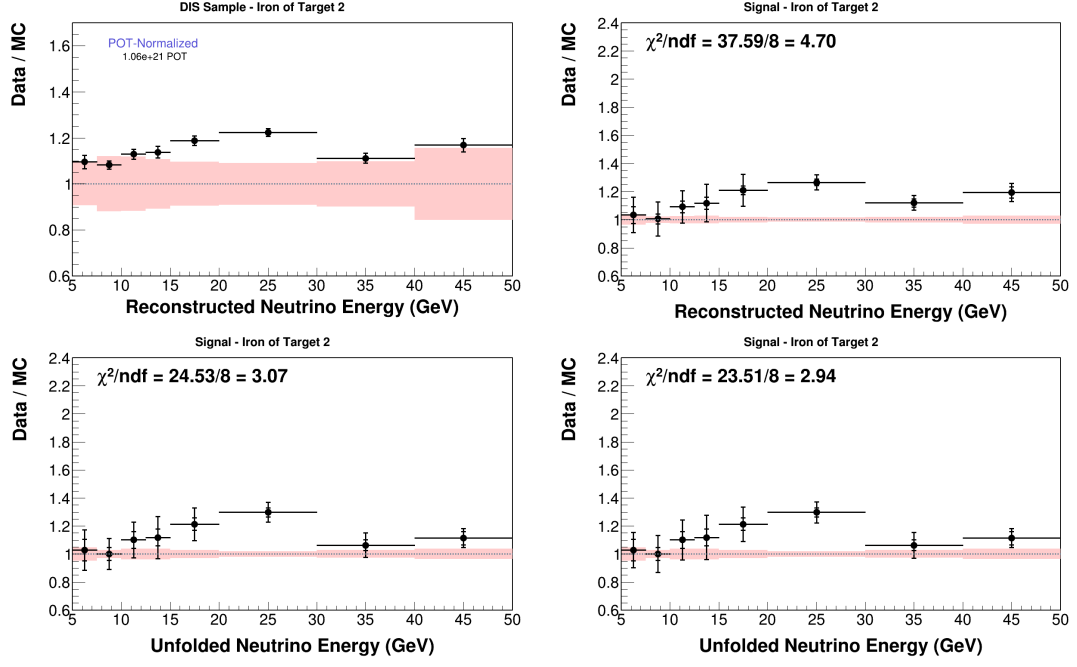 DIS Sample - Iron of Target 2
Data / MC
POT-Normalized
1.06e+21 POT
1.6
1.4
1.2
1
0.8
0.6
5 10 15 20 25 30 35 40 45 50
Reconstructed Neutrino Energy (GeV)
Signal - Iron of Target 2
Data / MC
χ²/ndf = 37.59/8 = 4.70
2.4
2.2
2
1.8
1.6
1.4
1.2
1
0.8
0.6
5 10 15 20 25 30 35 40 45 50
Reconstructed Neutrino Energy (GeV)
Signal - Iron of Target 2
Data / MC
χ²/ndf = 24.53/8 = 3.07
2.4
2.2
2
1.8
1.6
1.4
1.2
1
0.8
0.6
5 10 15 20 25 30 35 40 45 50
Unfolded Neutrino Energy (GeV)
Signal - Iron of Target 2
Data / MC
χ²/ndf = 23.51/8 = 2.94
2.4
2.2
2
1.8
1.6
1.4
1.2
1
0.8
0.6
5 10 15 20 25 30 35 40 45 50
Unfolded Neutrino Energy (GeV)